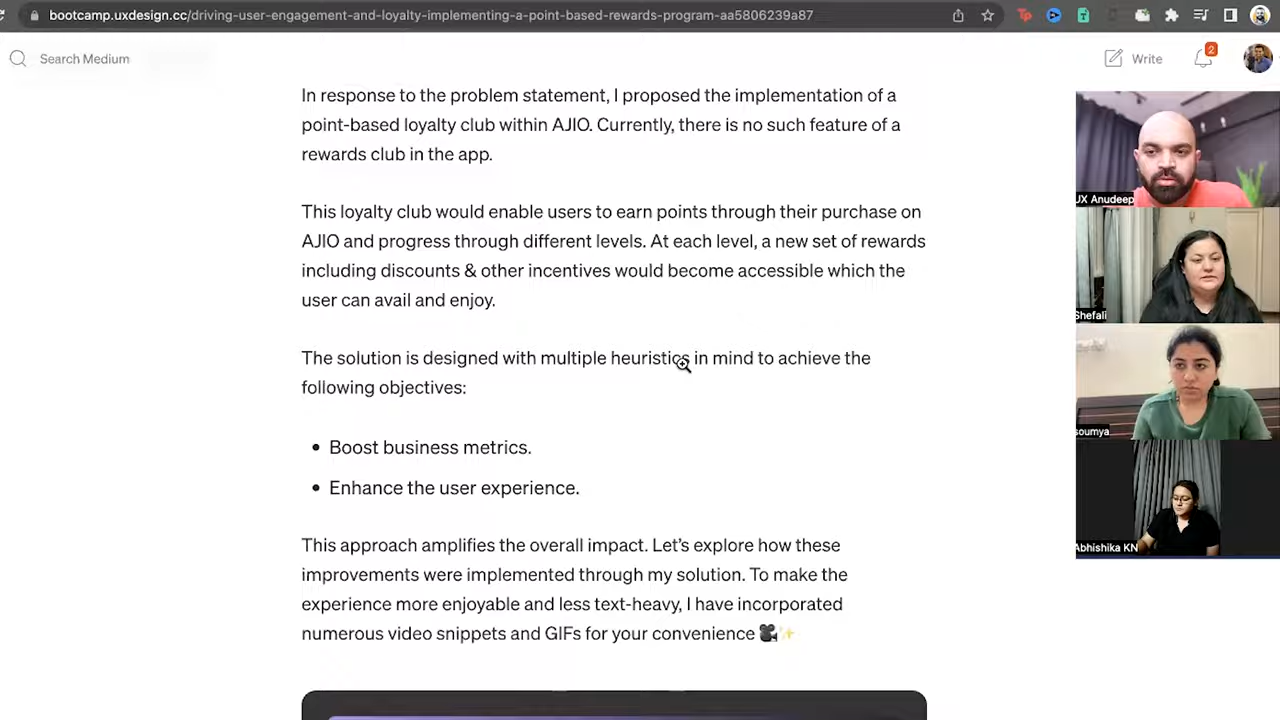 bootcamp.uxdesign.cc/driving-user-engagement-and-loyalty-implementing-a-point-based-rewards-program-aa5806239a87
Search Medium
Write
2
In response to the problem statement, I proposed the implementation of a
point-based loyalty club within AJIO. Currently, there is no such feature of a
rewards club in the app.
This loyalty club would enable users to earn points through their purchase on
AJIO and progress through different levels. At each level, a new set of rewards
including discounts & other incentives would become accessible which the
user can avail and enjoy.
The solution is designed with multiple heuristics in mind to achieve the
following objectives:
• Boost business metrics.
• Enhance the user experience.
This approach amplifies the overall impact. Let’s explore how these
improvements were implemented through my solution. To make the
experience more enjoyable and less text-heavy, I have incorporated
numerous video snippets and GIFs for your convenience 🎥✨
UX Anudeep
Shefali
soumya
Abhishika KN